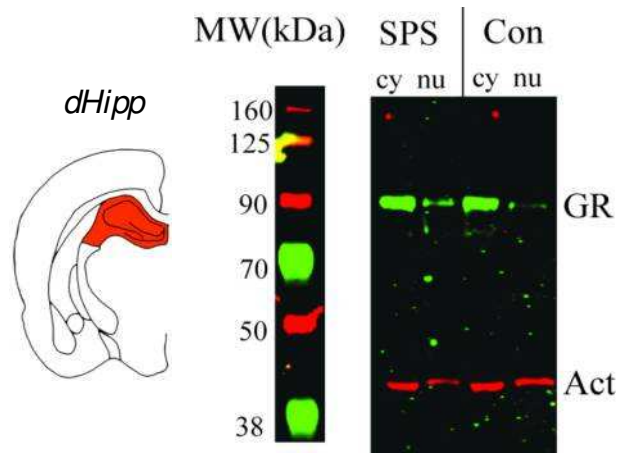 MW(kDa)
SPS Con
cy nu cy nu
dHipp
160
125
90
70
50
38
GR
Act